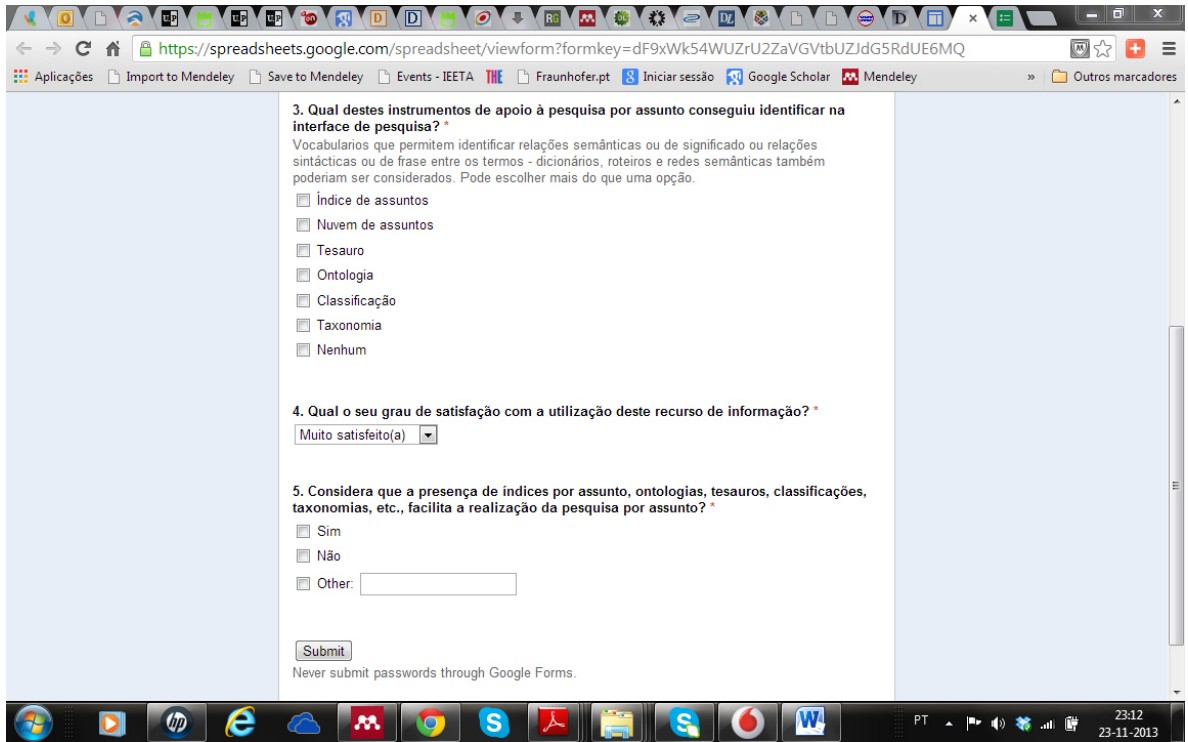 https://spreadsheets.google.com/spreadsheet/viewform?formkey=dF9xWk54WUZrU2ZaVGVtbUZJdG5RdUE6MQ
Aplicações Import to Mendeley Save to Mendeley Events - IEETA THE Fraunhofer.pt 8 Iniciar sessão Google Scholar Mendeley » Outros marcadores
3. Qual destes instrumentos de apoio à pesquisa por assunto conseguiu identificar na
interface de pesquisa? *
Vocabularios que permitem identificar relações semânticas ou de significado ou relações
sintácticas ou de frase entre os termos - dicionários, roteiros e redes semânticas também
poderiam ser considerados. Pode escolher mais do que uma opção.
Índice de assuntos
Nuvem de assuntos
Tesauro
Ontologia
Classificação
Taxonomia
Nenhum
4. Qual o seu grau de satisfação com a utilização deste recurso de informação? *
Muito satisfeito(a)
5. Considera que a presença de índices por assunto, ontologias, tesauros, classificações,
taxonomias, etc., facilita a realização da pesquisa por assunto? *
Sim
Não
Other:
Submit
Never submit passwords through Google Forms.
PT 23:12
23-11-2013